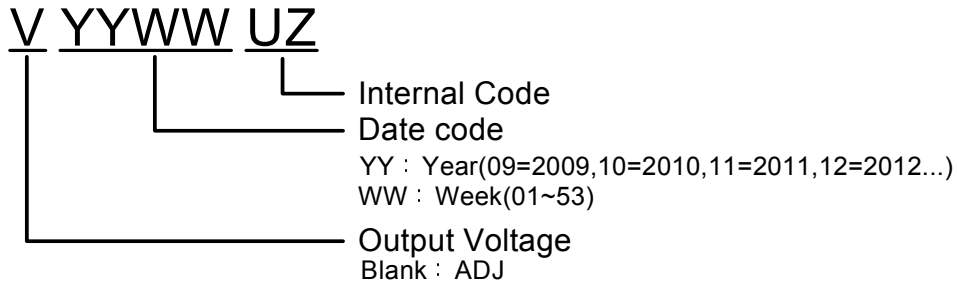 V YYWW UZ
Internal Code
Date code
YY : Year(09=2009,10=2010,11=2011,12=2012...)
WW : Week(01~53)
Output Voltage
Blank : ADJ